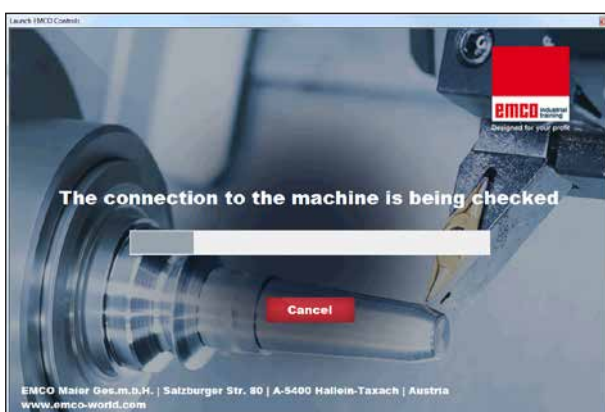 Launch EMCO Controls
emco industrial
training
Designed for your profit
The connection to the machine is being checked
Cancel
EMCO Maier Ges.m.b.H. | Salzburger Str. 80 | A-5400 Hallein-Taxach | Austria
www.emco-world.com